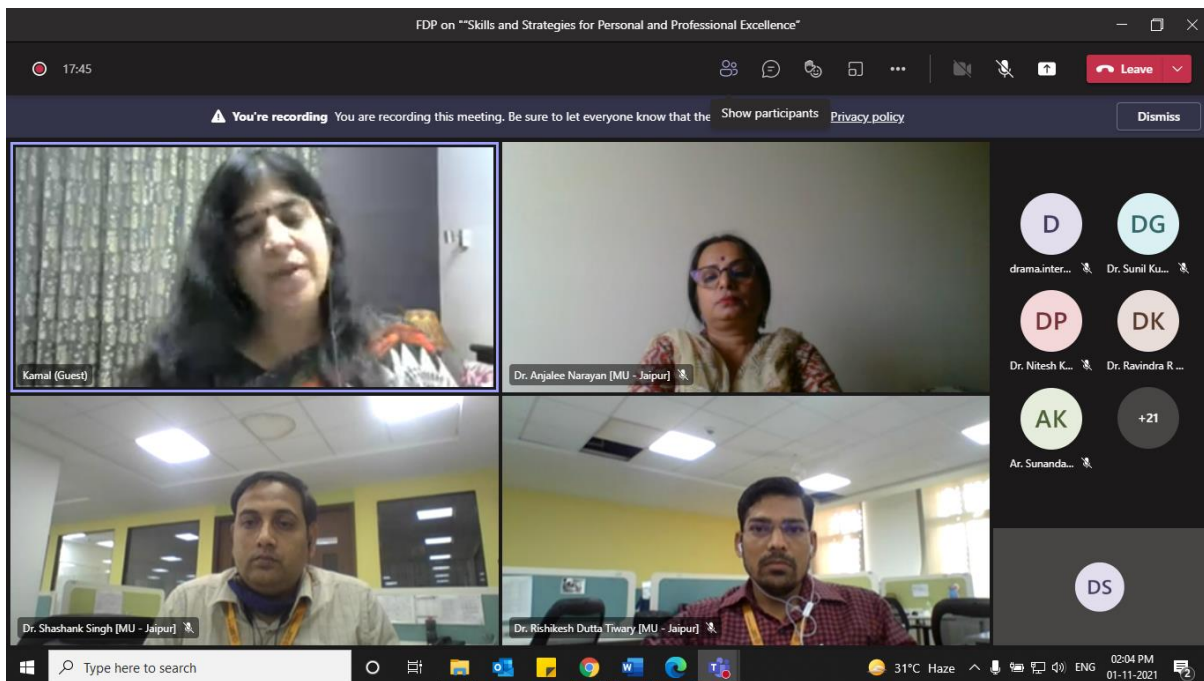 FDP on ""Skills and Strategies for Personal and Professional Excellence"
17:45
Leave
You're recording You are recording this meeting. Be sure to let everyone know that the
Show participants
Privacy policy
Dismiss
Kamal (Guest)
Dr. Anjalee Narayan [MU - Jaipur]
D
DG
drama.inter...
Dr. Sunil Ku...
DP
DK
Dr. Nitesh K...
Dr. Ravindra R ...
AK
+21
Ar. Sunanda...
Dr. Shashank Singh [MU - Jaipur]
Dr. Rishikesh Dutta Tiwary [MU - Jaipur]
DS
Type here to search
31°C Haze
ENG
02:04 PM
01-11-2021
2